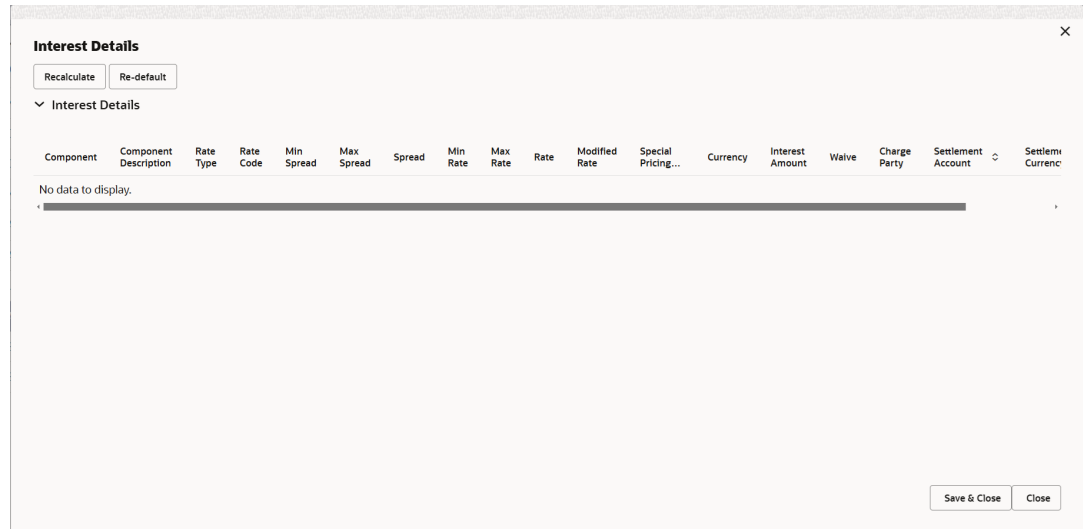 Interest Details
Recalculate Re-default
Interest Details
Component Component Description Rate Type Rate Code Min Spread Max Spread Spread Min Rate Max Rate Rate Modified Rate Special Pricing... Currency Interest Amount Waive Charge Party Settlement Account
No data to display.
Save & Close Close